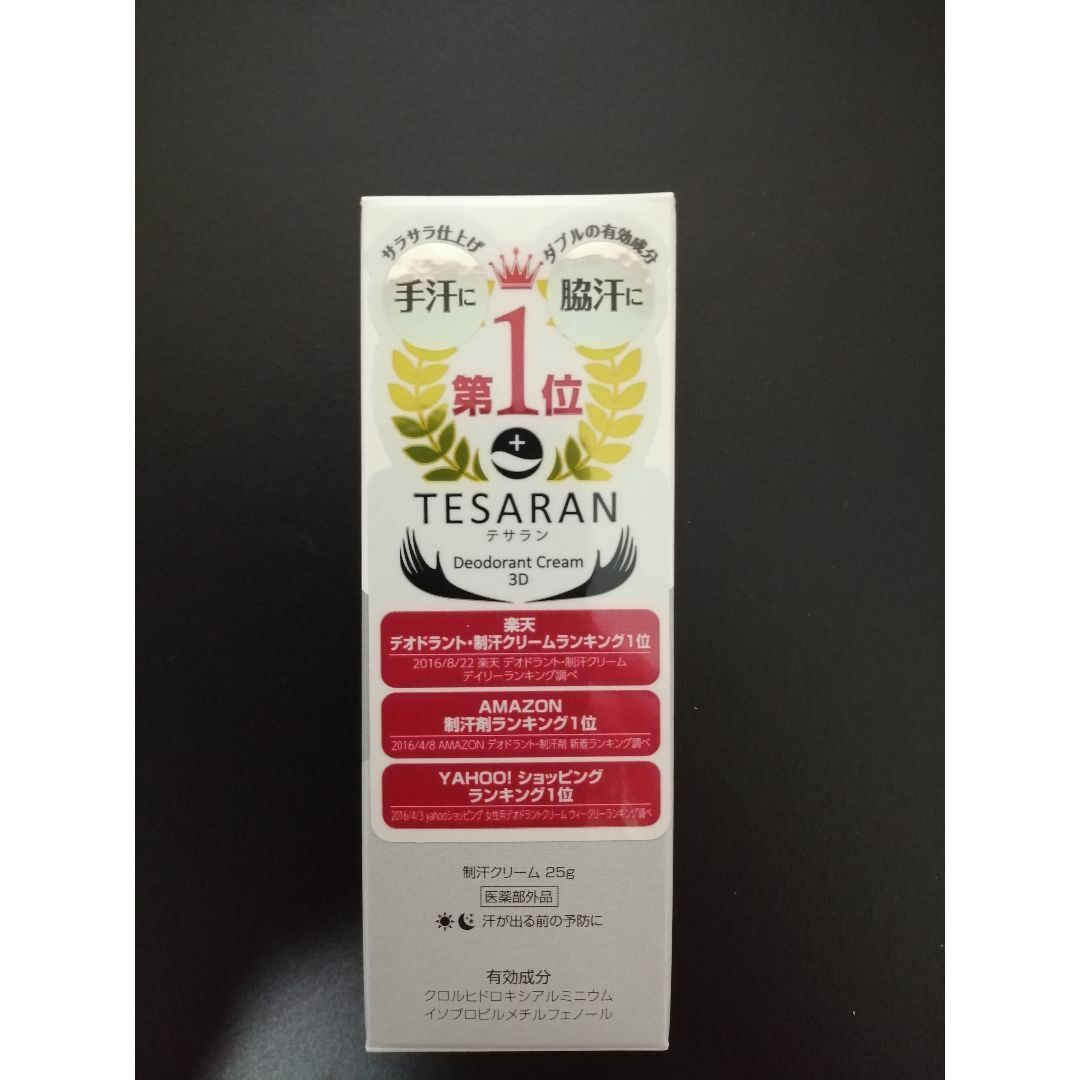 サラサラ仕上げ
手汗に
ダブルの有効成分
脇汗に
第1位
TESARAN
テサラン
Deodorant Cream
3D
楽天
デオドラント・制汗クリームランキング1位
2016/8/22 楽天 デオドラント・制汗クリーム
デイリーランキング調べ
AMAZON
制汗剤ランキング1位
2016/4/8 AMAZON デオドラント・制汗剤 新着ランキング調べ
YAHOO! ショッピング
ランキング1位
2016/4/3 yahooショッピング 女性用デオドラントクリーム ウィークリーランキング調べ
制汗クリーム 25g
医薬部外品
汗が出る前の予防に
有効成分
クロルヒドロキシアルミニウム
イソプロピルメチルフェノール